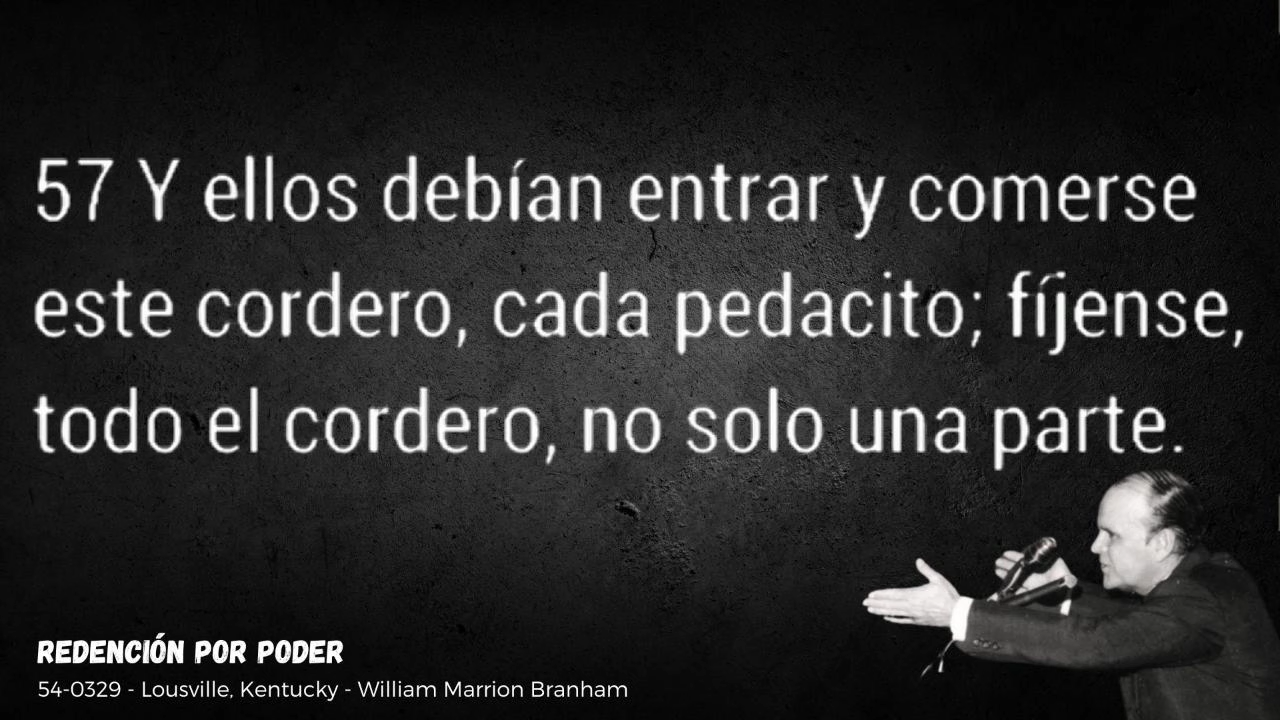 57 Y ellos debían entrar y comerse
este cordero, cada pedacito; fíjense,
todo el cordero, no solo una parte.
REDENCIÓN POR PODER
54-0329 - Lousville, Kentucky - William Marrion Branham